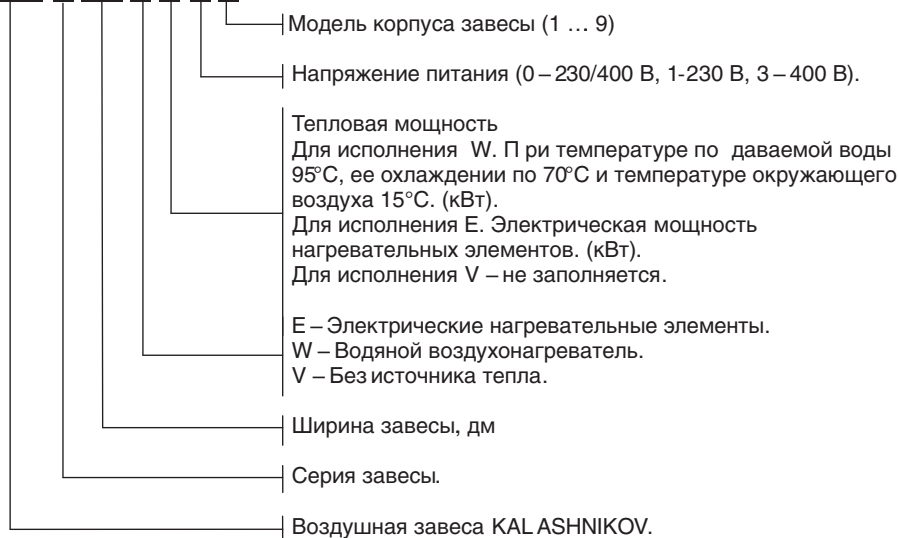 Модель корпуса завесы (1 … 9)
Напряжение питания (0 – 230/400 В, 1-230 В, 3 – 400 В).
Тепловая мощность
Для исполнения W. П ри температуре по даваемой воды
95°С, ее охлаждении по 70°С и температуре окружающего
воздуха 15°С. (кВт).
Для исполнения Е. Электрическая мощность
нагревательных элементов. (кВт).
Для исполнения V – не заполняется.
Е – Электрические нагревательные элементы.
W – Водяной воздухонагреватель.
V – Без источника тепла.
Ширина завесы, дм
Серия завесы.
Воздушная завеса KALASHNIKOV.